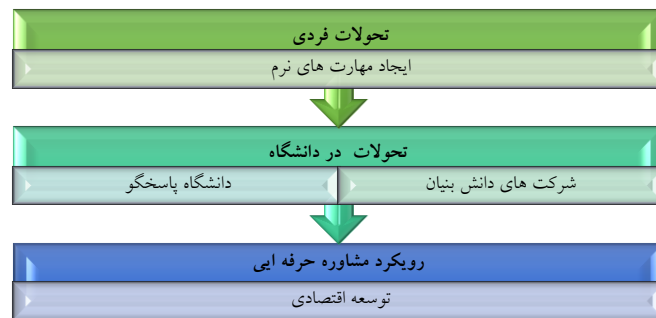 تحولات فردی
ایجاد مهارت های نرم
تحولات در دانشگاه
شرکت های دانش بنیان
دانشگاه پاسخگو
رویکرد مشاوره حرفه ایی
توسعه اقتصادی